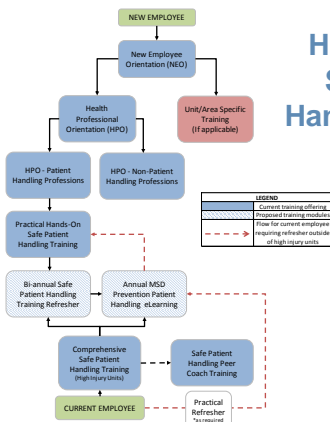 NEW EMPLOYEE
New Employee
Orientation (NEO)
H
S
Han
Health
Professional
Orientation (HPO)
Unit/Area Specific
Training
(If applicable)
HPO - Patient
Handling Professions
HPO - Non-Patient
Handling Professions
LEGEND
Current training offering
Proposed training modules
Flow for current employee
requiring refresher outside
of high injury units
Practical Hands-On
Safe Patient
Handling Training
Bi-annual Safe
Patient Handling
Training Refresher
Annual MSD
Prevention Patient
Handling eLearning
Comprehensive
Safe Patient
Handling Training
(High Injury Units)
Safe Patient
Handling Peer
Coach Training
CURRENT EMPLOYEE
Practical
Refresher
*as required